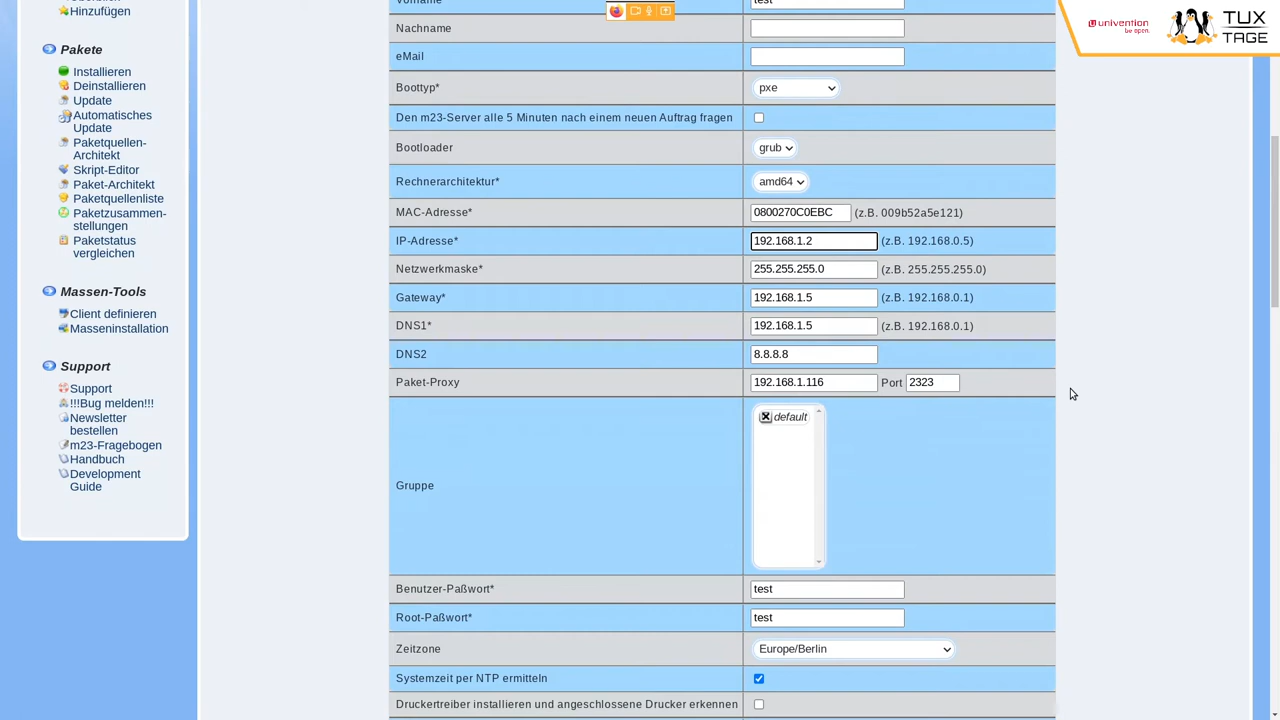 Hinzufügen
Pakete
Installieren
Deinstallieren
Update
Automatisches
Update
Paketquellen-
Architekt
Skript-Editor
Paket-Architekt
Paketquellenliste
Paketzusammen-
stellungen
Paketstatus
vergleichen
Massen-Tools
Client definieren
Masseninstallation
Support
Support
!!!Bug melden!!!
Newsletter
bestellen
m23-Fragebogen
Handbuch
Development
Guide
Nachname
eMail
Boottyp* pxe
Den m23-Server alle 5 Minuten nach einem neuen Auftrag fragen
Bootloader grub
Rechnerarchitektur* amd64
MAC-Adresse* 0800270C0EBC (z.B. 009b52a5e121)
IP-Adresse* 192.168.1.2 (z.B. 192.168.0.5)
Netzwerkmaske* 255.255.255.0 (z.B. 255.255.255.0)
Gateway* 192.168.1.5 (z.B. 192.168.0.1)
DNS1* 192.168.1.5 (z.B. 192.168.0.1)
DNS2 8.8.8.8
Paket-Proxy 192.168.1.116 Port 2323
default
Gruppe
Benutzer-Paßwort* test
Root-Paßwort* test
Zeitzone Europe/Berlin
Systemzeit per NTP ermitteln
Druckertreiber installieren und angeschlossene Drucker erkennen
univention
be open.
TUX
TAGE